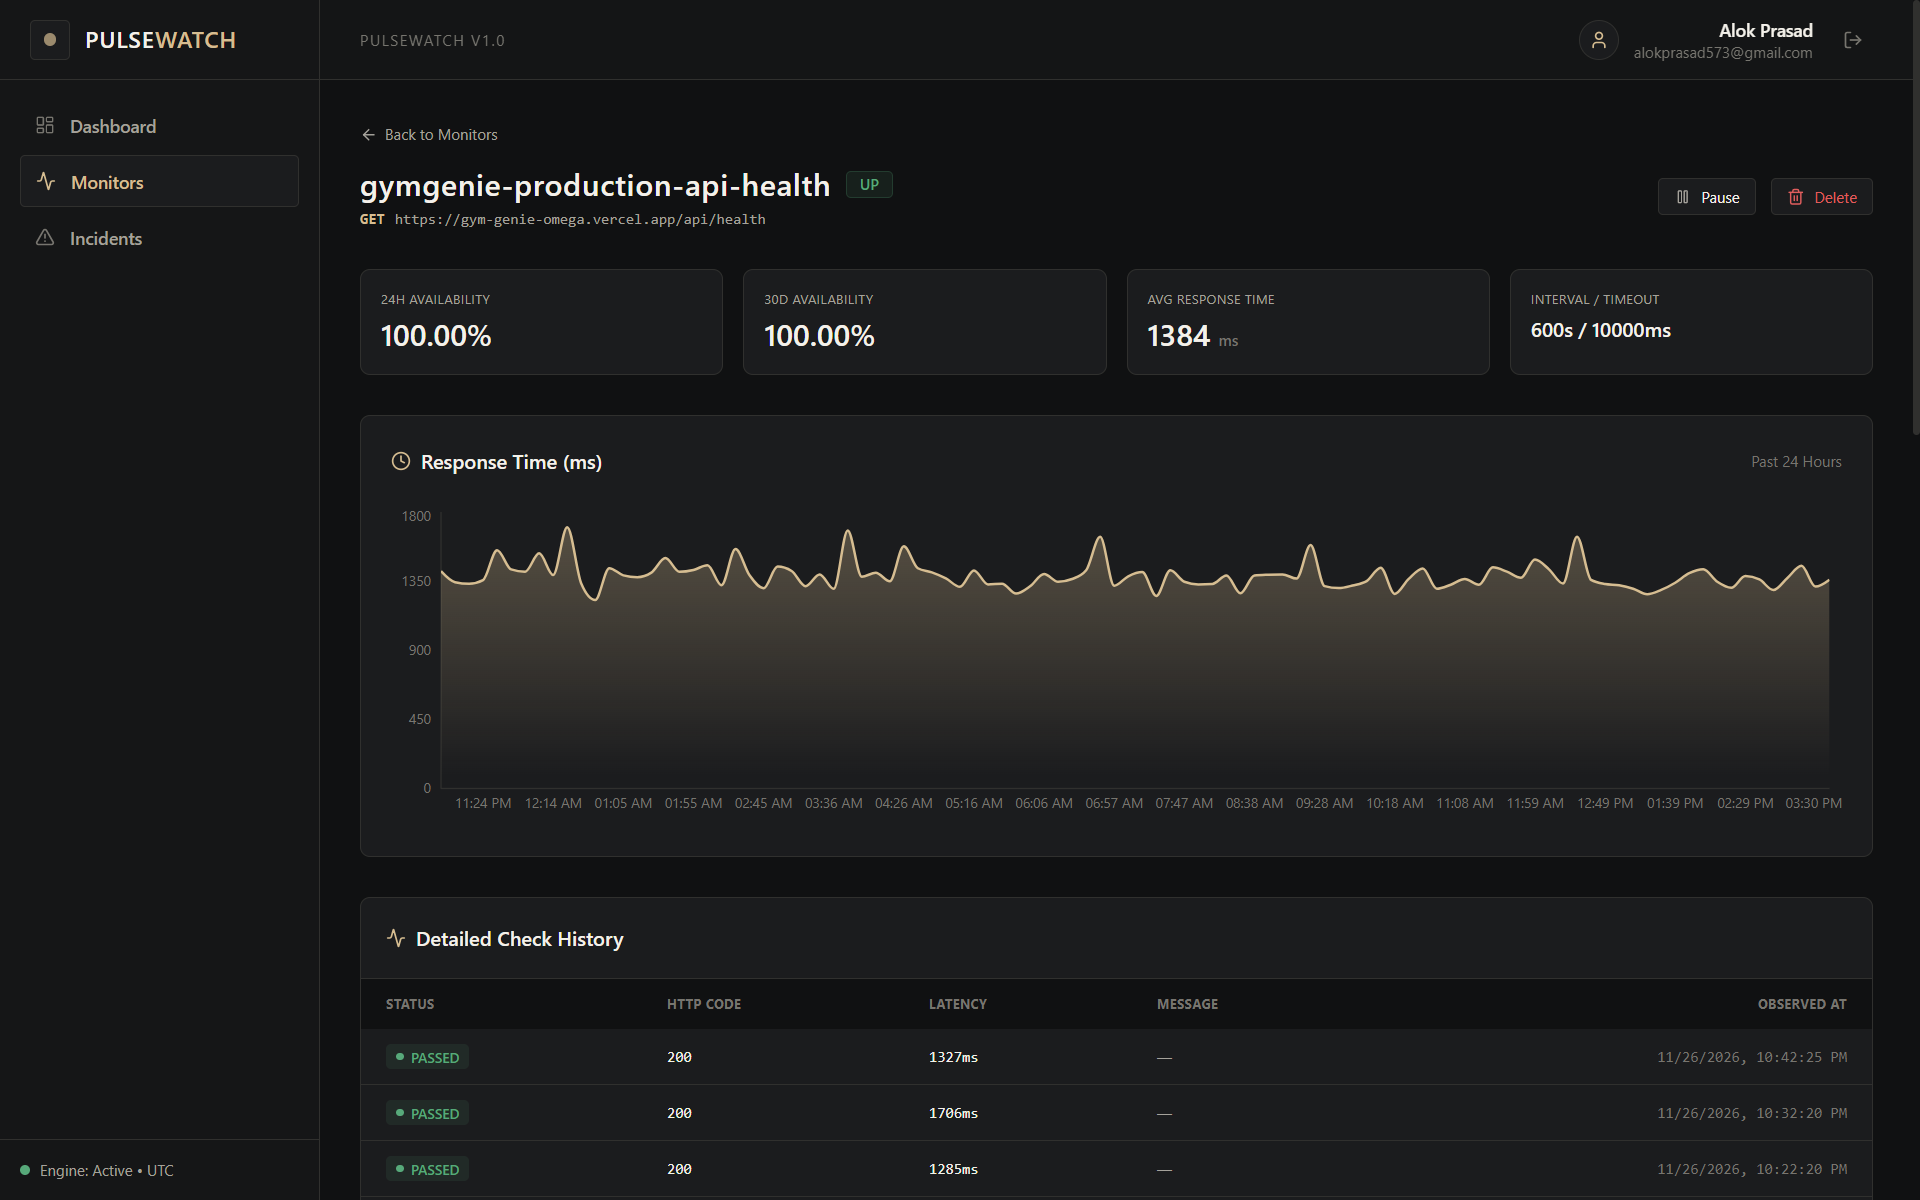 PULSEWATCH
PULSEWATCH V1.0
Alok Prasad
alokprasad573@gmail.com
Dashboard
Monitors
Incidents
Back to Monitors
gymgenie-production-api-health UP
GET https://gym-genie-omega.vercel.app/api/health
Pause
Delete
24H AVAILABILITY
100.00%
30D AVAILABILITY
100.00%
AVG RESPONSE TIME
1384 ms
INTERVAL / TIMEOUT
600s / 10000ms
Response Time (ms)
Past 24 Hours
1800
1350
900
450
0
11:24 PM 12:14 AM 01:05 AM 01:55 AM 02:45 AM 03:36 AM 04:26 AM 05:16 AM 06:06 AM 06:57 AM 07:47 AM 08:38 AM 09:28 AM 10:18 AM 11:08 AM 11:59 AM 12:49 PM 01:39 PM 02:29 PM 03:30 PM
Detailed Check History
STATUS HTTP CODE LATENCY MESSAGE OBSERVED AT
PASSED 200 1327ms — 11/26/2026, 10:42:25 PM
PASSED 200 1706ms — 11/26/2026, 10:32:20 PM
PASSED 200 1285ms — 11/26/2026, 10:22:20 PM
Engine: Active • UTC